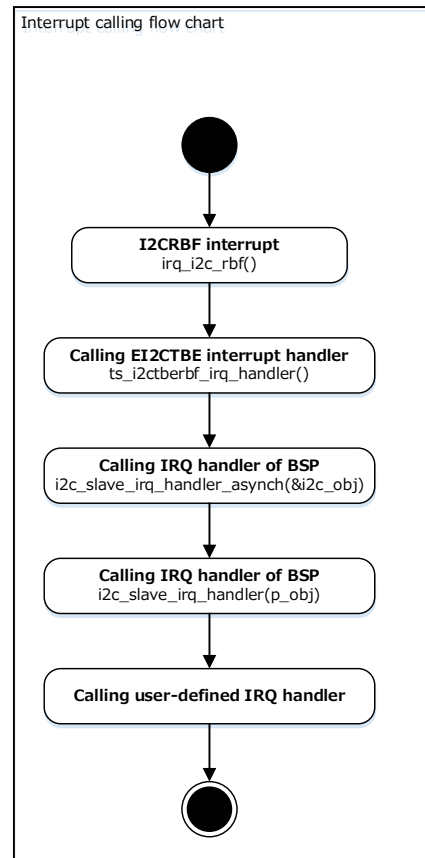 Interrupt calling flow chart
I2CRBF interrupt
irq_i2c_rbf()
Calling EI2CTBE interrupt handler
ts_i2ctberbf_irq_handler()
Calling IRQ handler of BSP
i2c_slave_irq_handler_asynch(&i2c_obj)
Calling IRQ handler of BSP
i2c_slave_irq_handler(p_obj)
Calling user-defined IRQ handler